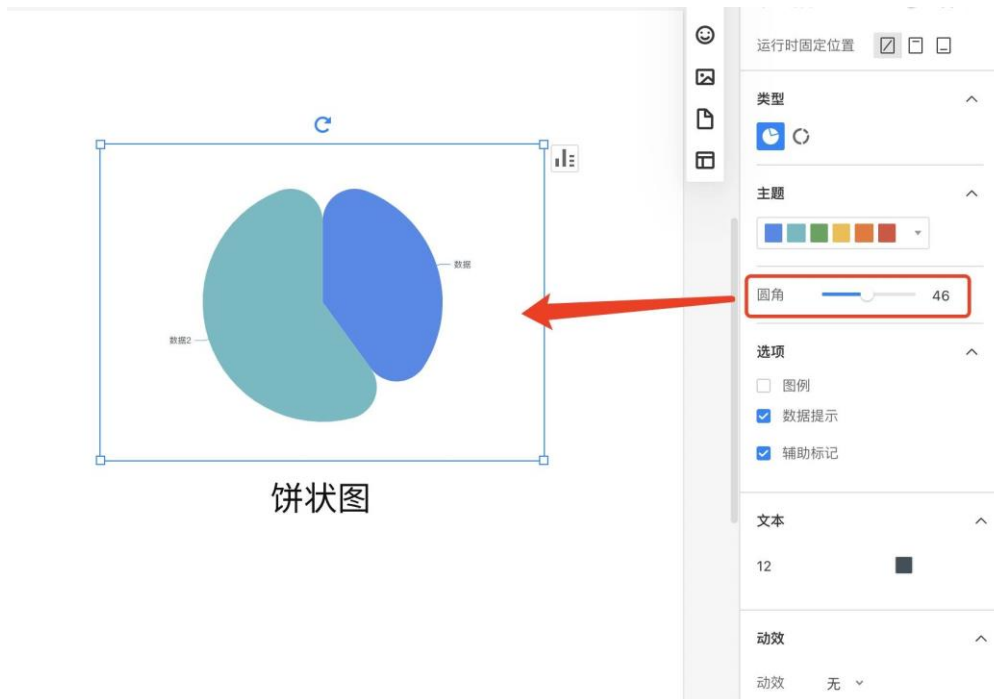 运行时固定位置
类型
主题
圆角 46
选项
图例
数据提示
辅助标记
文本
12
动效
动效 无
数据
数据2
饼状图